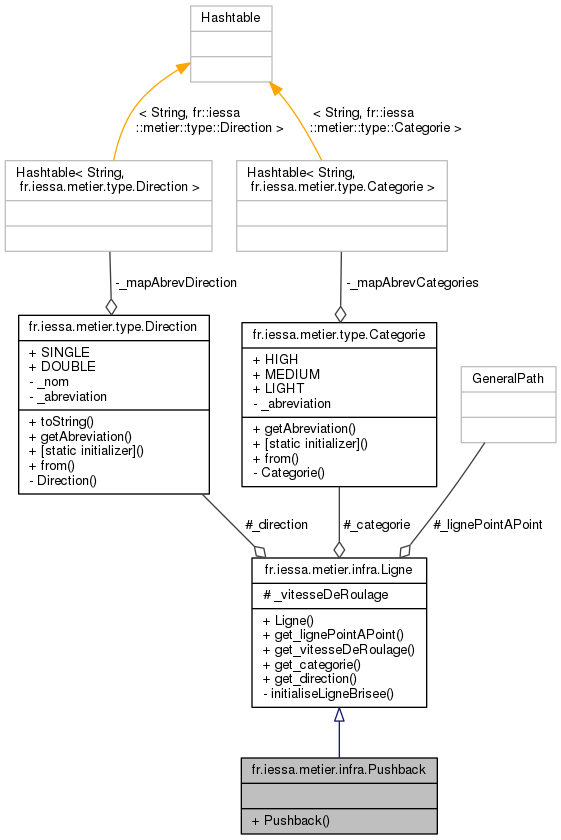 Hashtable
< String, fr::iessa
::metier::type::Direction >
< String, fr::iessa
::metier::type::Categorie >
Hashtable< String,
fr.iessa.metier.type.Direction >
Hashtable< String,
fr.iessa.metier.type.Categorie >
-_mapAbrevDirection
-_mapAbrevCategories
fr.iessa.metier.type.Direction
+ SINGLE
+ DOUBLE
- _nom
- _abreviation
+ toString()
+ getAbreviation()
+ [static initializer]()
+ from()
- Direction()
fr.iessa.metier.type.Categorie
+ HIGH
+ MEDIUM
+ LIGHT
- _abreviation
+ getAbreviation()
+ [static initializer]()
+ from()
- Categorie()
GeneralPath
#_direction
#_categorie
#_lignePointAPoint
fr.iessa.metier.infra.Ligne
# _vitesseDeRoulage
+ Ligne()
+ get_lignePointAPoint()
+ get_vitesseDeRoulage()
+ get_categorie()
+ get_direction()
- initialiseLigneBrisee()
fr.iessa.metier.infra.Pushback
+ Pushback()